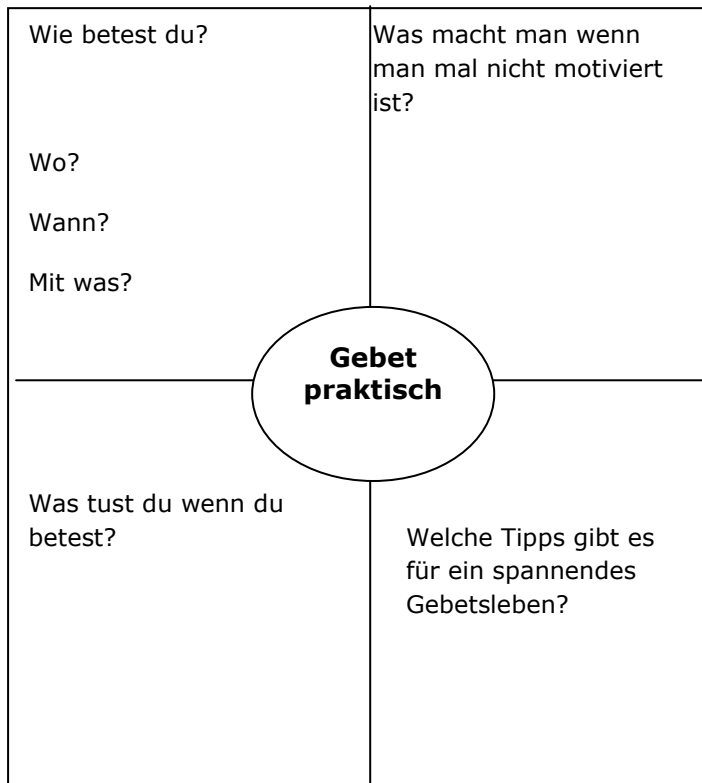 Wie betest du?
Wo?
Wann?
Mit was?
Was macht man wenn
man mal nicht motiviert
ist?
Gebet
praktisch
Was tust du wenn du
betest?
Welche Tipps gibt es
für ein spannendes
Gebetsleben?